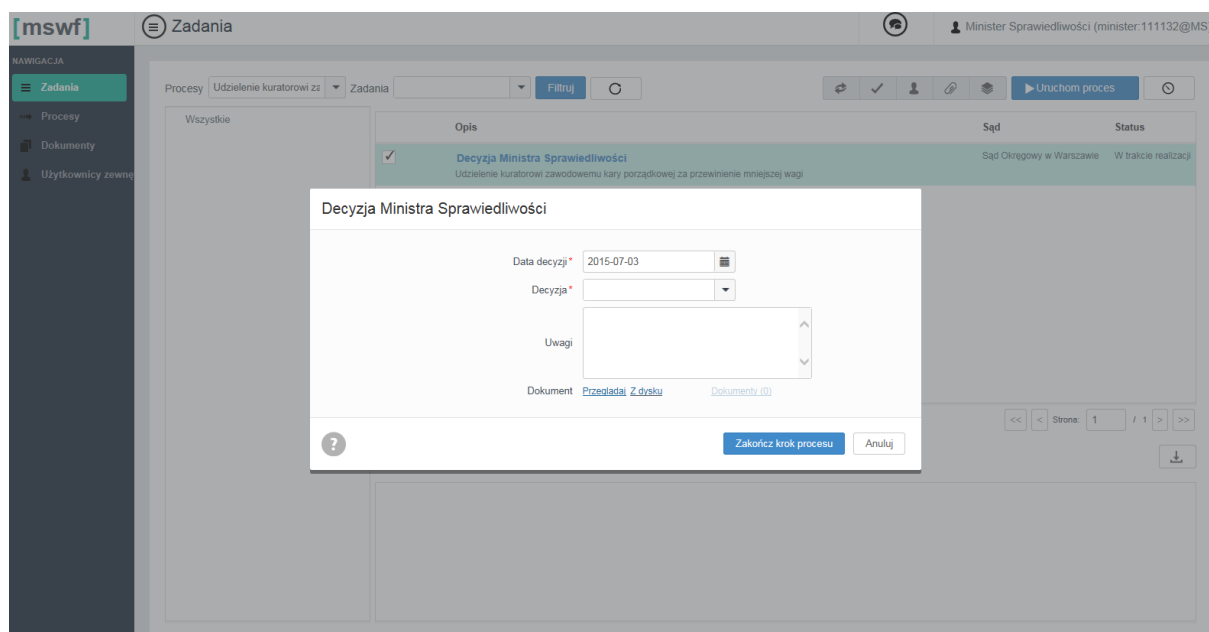 [mswf]
Zadania
Minister Sprawiedliwości (minister:111132@MS
NAWIGACJA
Zadania
Procesy
Dokumenty
Użytkownicy zewnę
Procesy Udzielenie kuratorowi za Zadania Filtruj Uruchom proces
Wszystkie
Opis Sąd Status
Decyzja Ministra Sprawiedliwości Sąd Okręgowy w Warszawie W trakcie realizacji
Udzielenie kuratorowi zawodowemu kary porządkowej za przewinienie mniejszej wagi
Decyzja Ministra Sprawiedliwości
Data decyzji* 2015-07-03
Decyzja*
Uwagi
Dokument Przeglądaj Z dysku Dokumenty (0)
? Zakończ krok procesu Anuluj
<< < Strona: 1 / 1 > >>